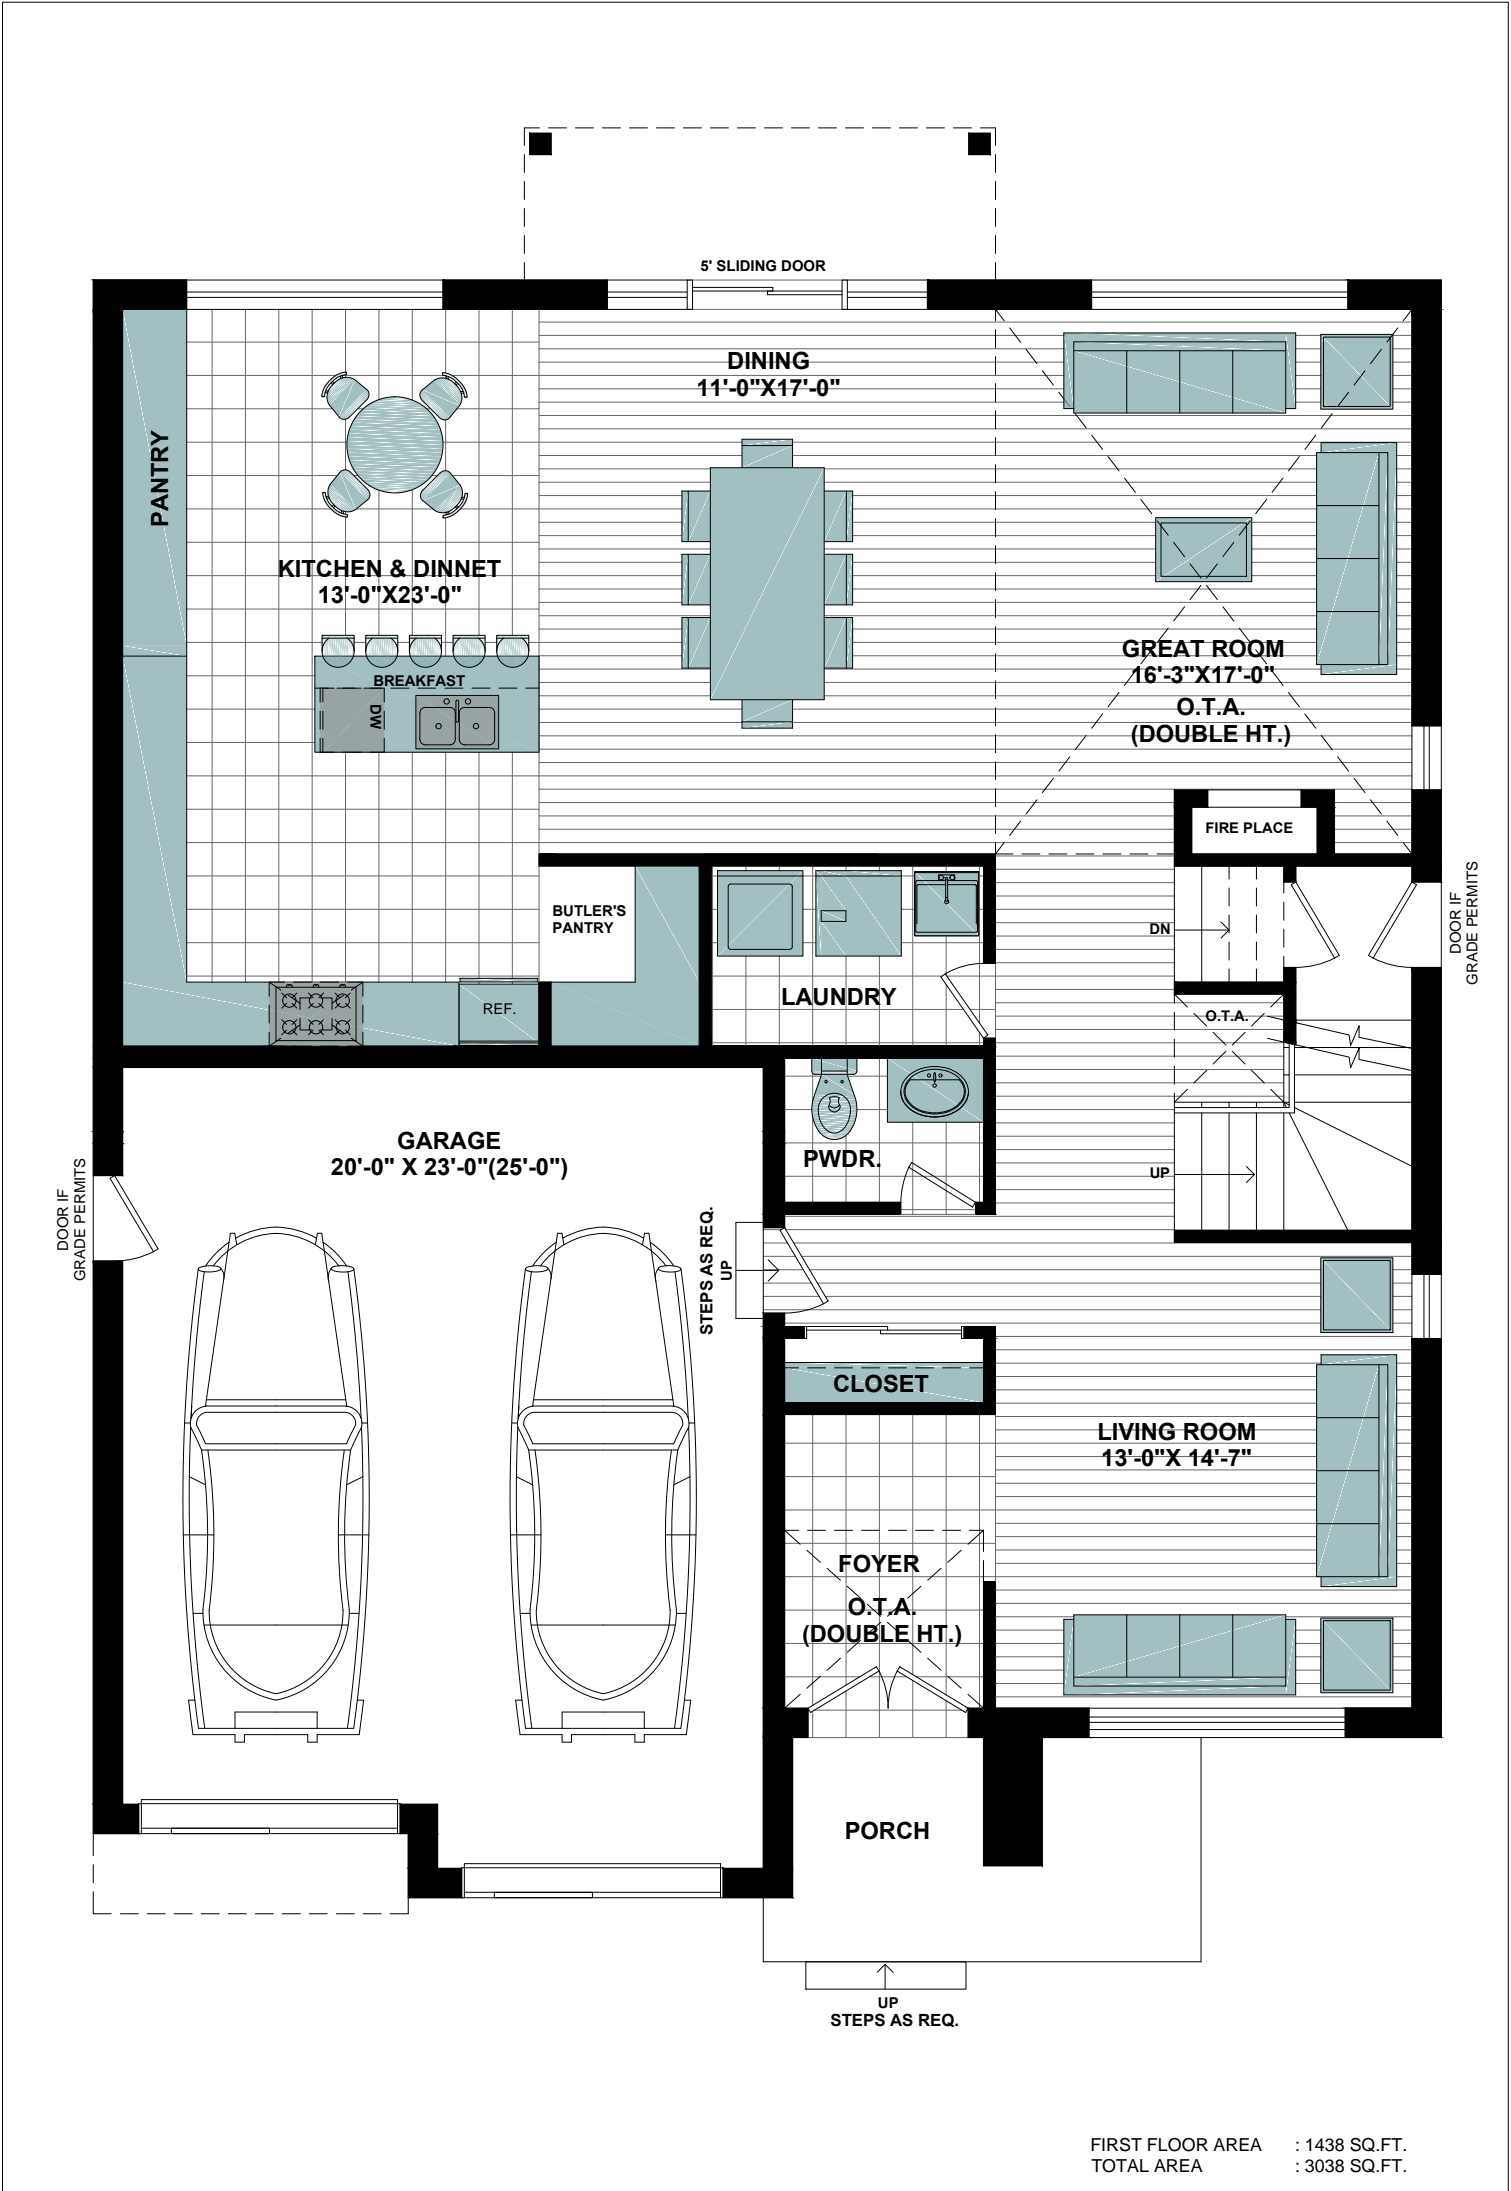 5' SLIDING DOOR
DINING
11'-0"X17'-0"
PANTRY
KITCHEN & DINNET
13'-0"X23'-0"
BREAKFAST
DW
GREAT ROOM
16'-3"X17'-0"
O.T.A.
(DOUBLE HT.)
FIRE PLACE
BUTLER'S
PANTRY
LAUNDRY
REF.
DN
O.T.A.
DOOR IF
GRADE PERMITS
GARAGE
20'-0" X 23'-0"(25'-0")
PWDR.
UP
DOOR IF
GRADE PERMITS
STEPS AS REQ.
UP
CLOSET
LIVING ROOM
13'-0"X 14'-7"
FOYER
O.T.A.
(DOUBLE HT.)
PORCH
UP
STEPS AS REQ.
FIRST FLOOR AREA : 1438 SQ.FT.
TOTAL AREA : 3038 SQ.FT.